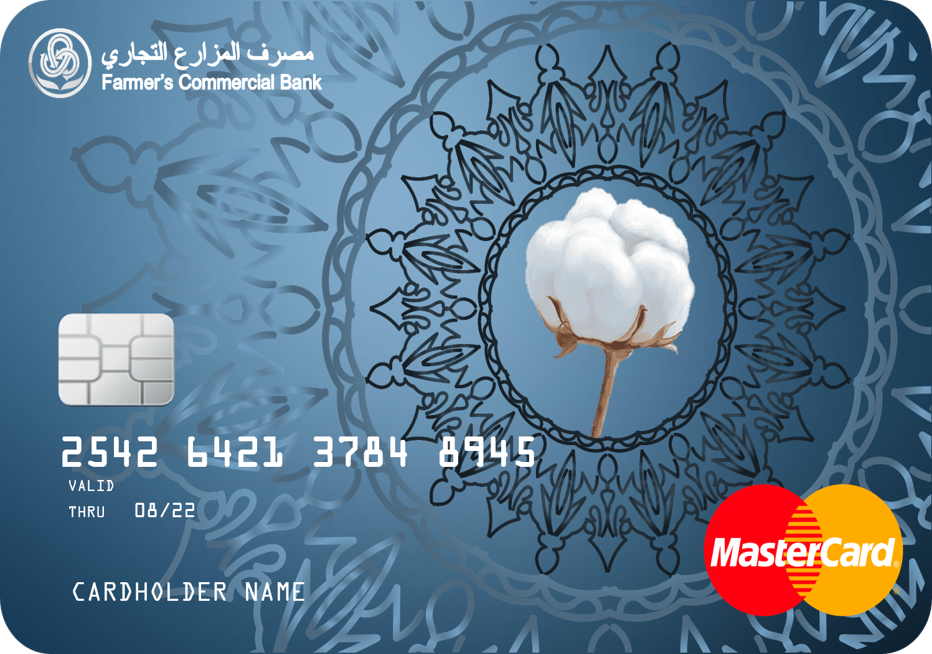 مصرف المزارع التجاري
Farmer's Commercial Bank
2542 6421 3784 8945
VALID
THRU 08/22
CARDHOLDER NAME
MasterCard